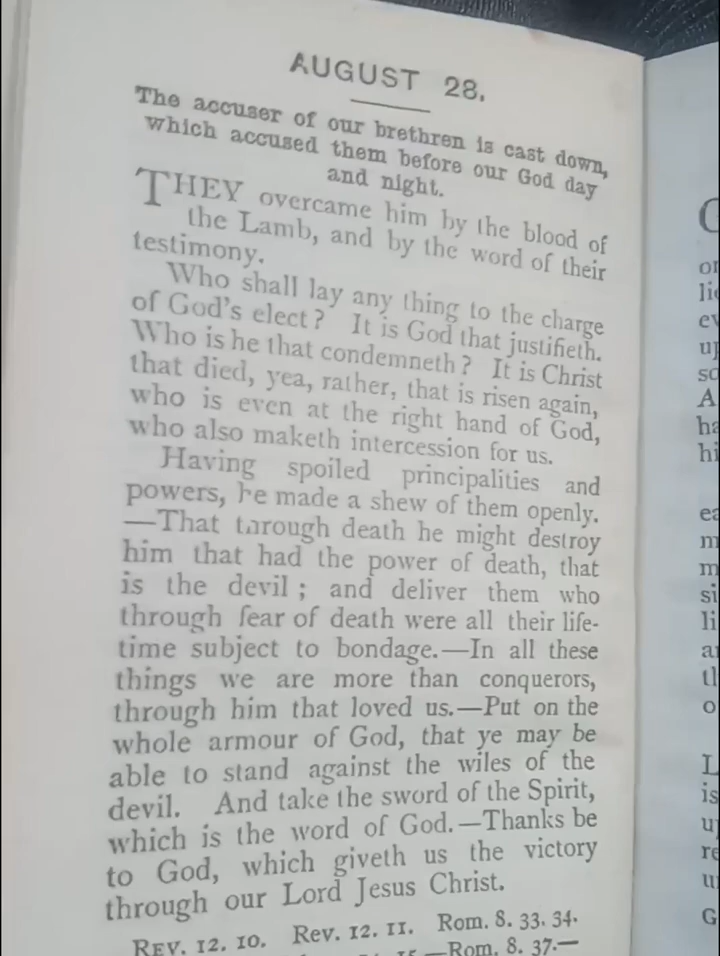 AUGUST 28.
The accuser of our brethren is cast down,
which accused them before our God day
and night.
THEY overcame him by the blood of
the Lamb, and by the word of their
testimony.
Who shall lay any thing to the charge
of God's elect? It is God that justifieth.
Who is he that condemneth? It is Christ
that died, yea, rather, that is risen again,
who is even at the right hand of God,
who also maketh intercession for us.
Having spoiled principalities and
powers, he made a shew of them openly.
—That through death he might destroy
him that had the power of death, that
is the devil; and deliver them who
through fear of death were all their life-
time subject to bondage.—In all these
things we are more than conquerors,
through him that loved us.—Put on the
whole armour of God, that ye may be
able to stand against the wiles of the
devil. And take the sword of the Spirit,
which is the word of God.—Thanks be
to God, which giveth us the victory
through our Lord Jesus Christ.
REV. 12. 10. Rev. 12. 11. Rom. 8. 33, 34.
15.—Rom. 8. 37.—